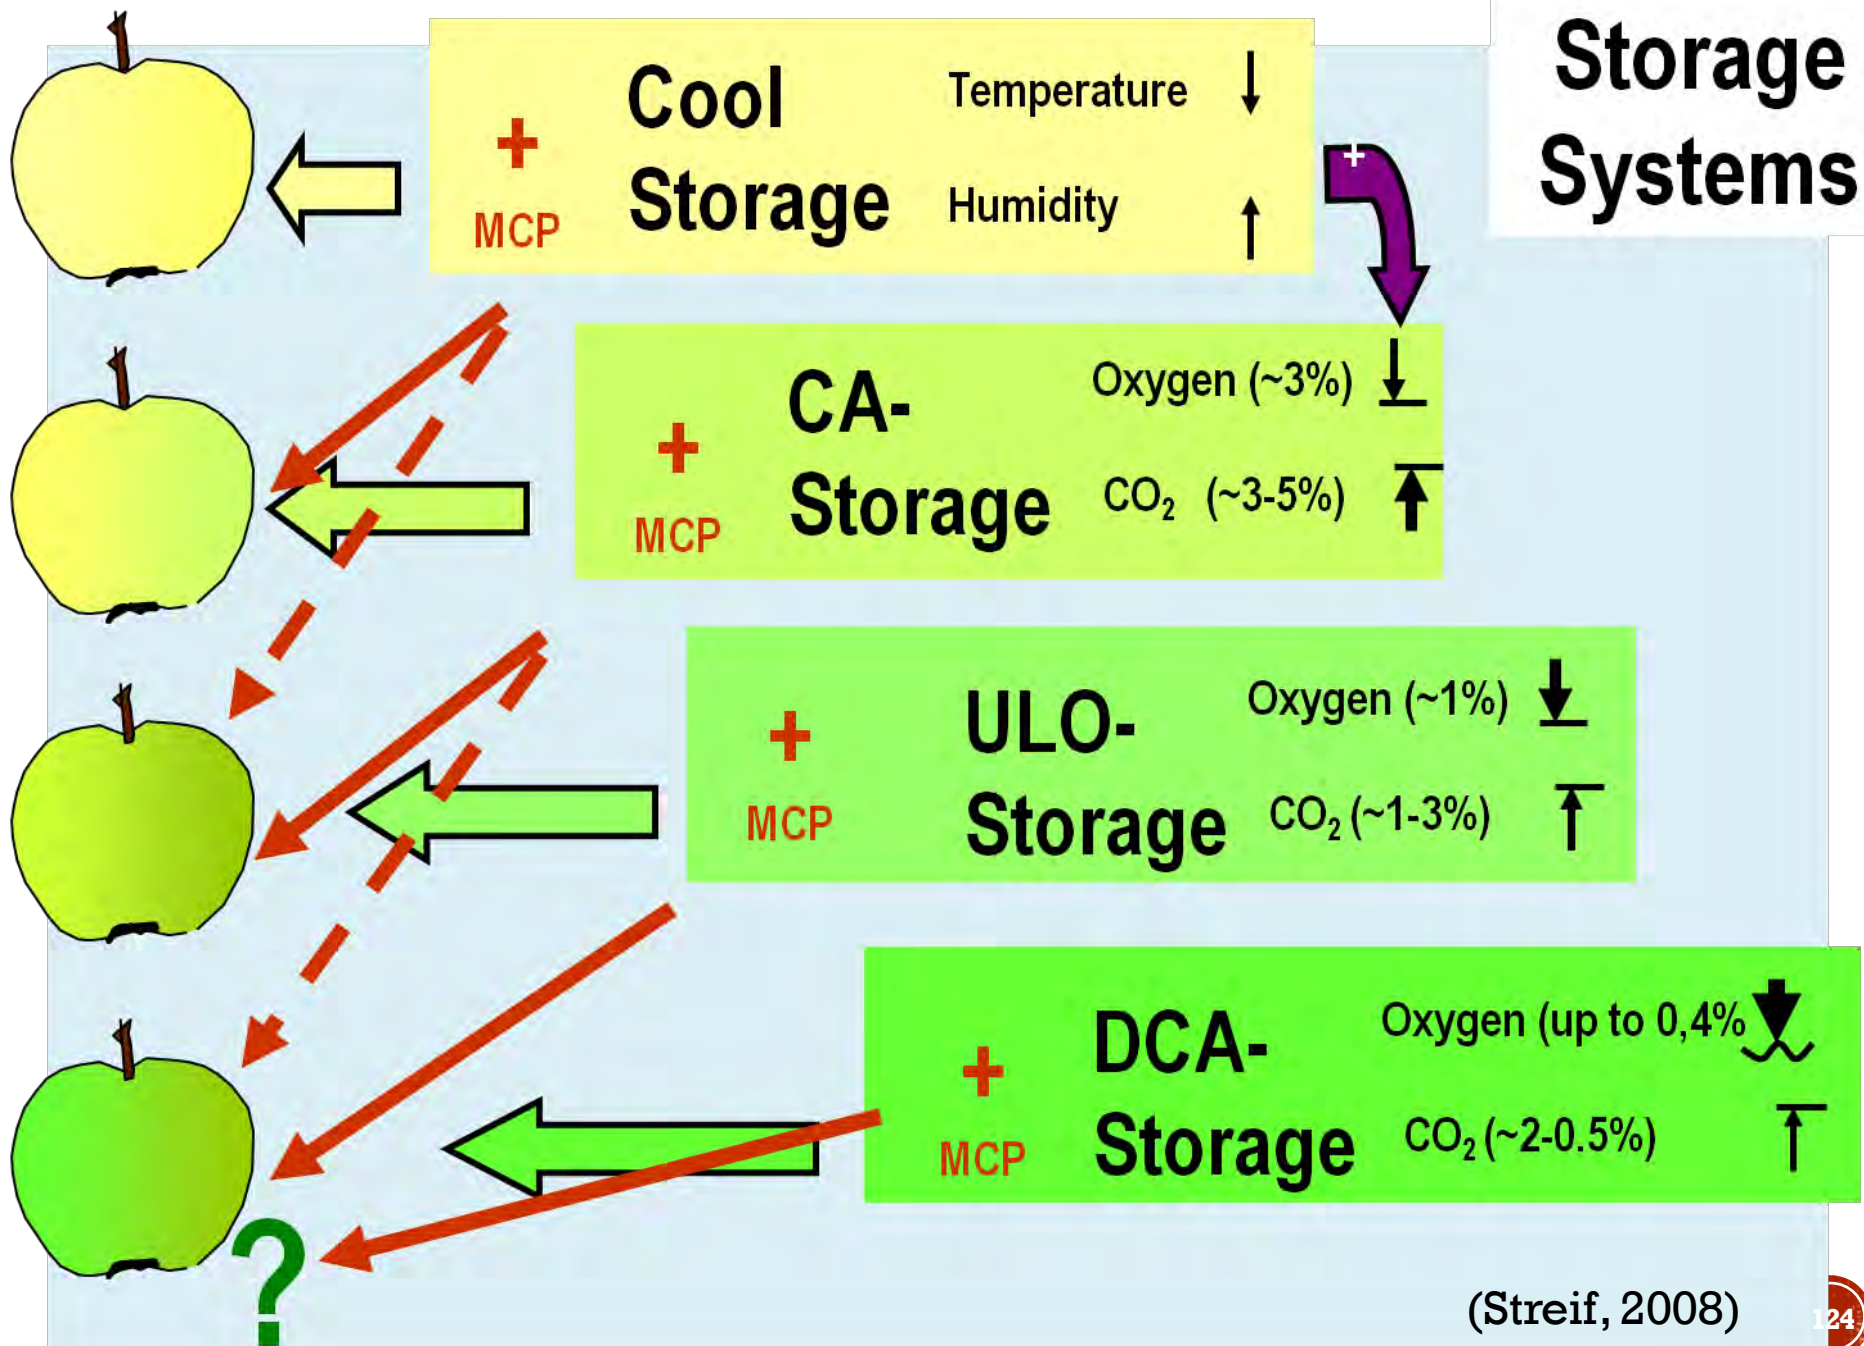 Storage
Systems
Cool
Storage
Temperature
Humidity
+
MCP
+
CA-
Storage
Oxygen (~3%)
CO₂ (~3-5%)
+
MCP
ULO-
Storage
Oxygen (~1%)
CO₂ (~1-3%)
+
MCP
DCA-
Storage
Oxygen (up to 0,4%
CO₂ (~2-0.5%)
+
MCP
?
(Streif, 2008)
124